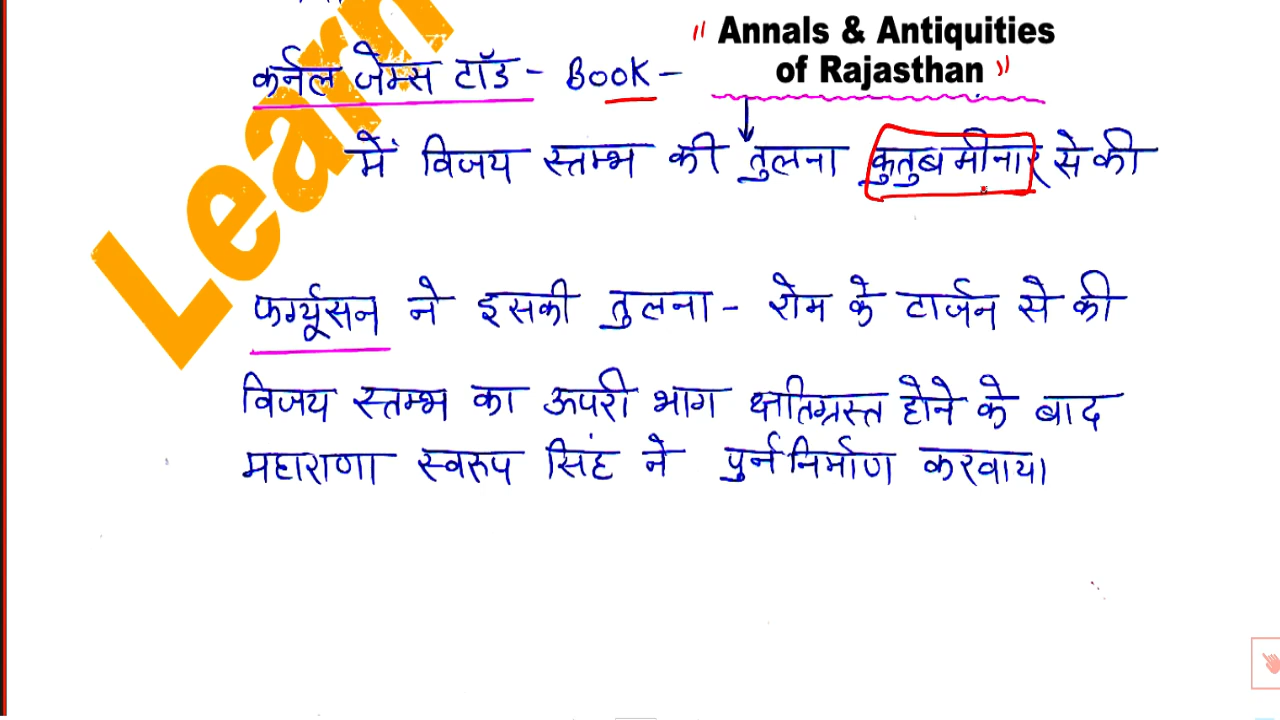 Learn
" Annals & Antiquities
of Rajasthan "
कर्नल जेम्स टॉड - Book -
में विजय स्तम्भ की तुलना कुतुब मीनार से की
फर्ग्यूसन ने इसकी तुलना - रोम के टार्जन से की
विजय स्तम्भ का ऊपरी भाग क्षतिग्रस्त होने के बाद
महाराणा स्वरुप सिंह ने पुर्ननिर्माण करवाया।